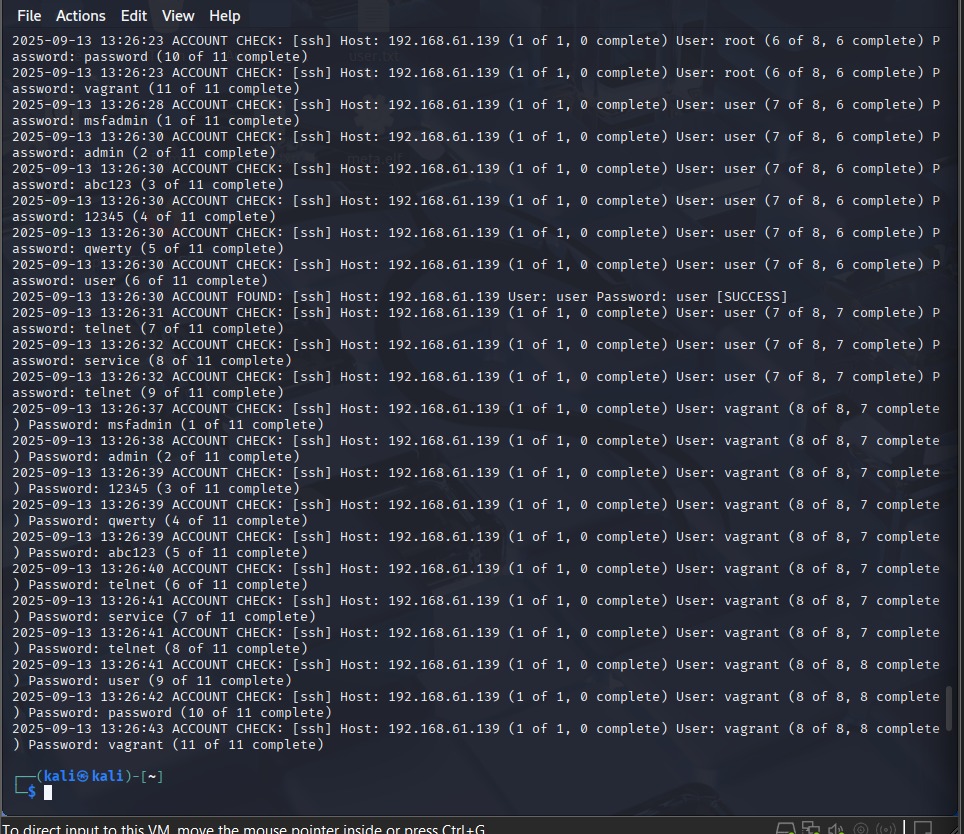 File Actions Edit View Help
2025-09-13 13:26:23 ACCOUNT CHECK: [ssh] Host: 192.168.61.139 (1 of 1, 0 complete) User: root (6 of 8, 6 complete) P
assword: password (10 of 11 complete)
2025-09-13 13:26:23 ACCOUNT CHECK: [ssh] Host: 192.168.61.139 (1 of 1, 0 complete) User: root (6 of 8, 6 complete) P
assword: vagrant (11 of 11 complete)
2025-09-13 13:26:28 ACCOUNT CHECK: [ssh] Host: 192.168.61.139 (1 of 1, 0 complete) User: user (7 of 8, 6 complete) P
assword: msfadmin (1 of 11 complete)
2025-09-13 13:26:30 ACCOUNT CHECK: [ssh] Host: 192.168.61.139 (1 of 1, 0 complete) User: user (7 of 8, 6 complete) P
assword: admin (2 of 11 complete)
2025-09-13 13:26:30 ACCOUNT CHECK: [ssh] Host: 192.168.61.139 (1 of 1, 0 complete) User: user (7 of 8, 6 complete) P
assword: abc123 (3 of 11 complete)
2025-09-13 13:26:30 ACCOUNT CHECK: [ssh] Host: 192.168.61.139 (1 of 1, 0 complete) User: user (7 of 8, 6 complete) P
assword: 12345 (4 of 11 complete)
2025-09-13 13:26:30 ACCOUNT CHECK: [ssh] Host: 192.168.61.139 (1 of 1, 0 complete) User: user (7 of 8, 6 complete) P
assword: qwerty (5 of 11 complete)
2025-09-13 13:26:30 ACCOUNT CHECK: [ssh] Host: 192.168.61.139 (1 of 1, 0 complete) User: user (7 of 8, 6 complete) P
assword: user (6 of 11 complete)
2025-09-13 13:26:30 ACCOUNT FOUND: [ssh] Host: 192.168.61.139 User: user Password: user [SUCCESS]
2025-09-13 13:26:31 ACCOUNT CHECK: [ssh] Host: 192.168.61.139 (1 of 1, 0 complete) User: user (7 of 8, 7 complete) P
assword: telnet (7 of 11 complete)
2025-09-13 13:26:32 ACCOUNT CHECK: [ssh] Host: 192.168.61.139 (1 of 1, 0 complete) User: user (7 of 8, 7 complete) P
assword: service (8 of 11 complete)
2025-09-13 13:26:32 ACCOUNT CHECK: [ssh] Host: 192.168.61.139 (1 of 1, 0 complete) User: user (7 of 8, 7 complete) P
assword: telnet (9 of 11 complete)
2025-09-13 13:26:37 ACCOUNT CHECK: [ssh] Host: 192.168.61.139 (1 of 1, 0 complete) User: vagrant (8 of 8, 7 complete
) Password: msfadmin (1 of 11 complete)
2025-09-13 13:26:38 ACCOUNT CHECK: [ssh] Host: 192.168.61.139 (1 of 1, 0 complete) User: vagrant (8 of 8, 7 complete
) Password: admin (2 of 11 complete)
2025-09-13 13:26:39 ACCOUNT CHECK: [ssh] Host: 192.168.61.139 (1 of 1, 0 complete) User: vagrant (8 of 8, 7 complete
) Password: 12345 (3 of 11 complete)
2025-09-13 13:26:39 ACCOUNT CHECK: [ssh] Host: 192.168.61.139 (1 of 1, 0 complete) User: vagrant (8 of 8, 7 complete
) Password: qwerty (4 of 11 complete)
2025-09-13 13:26:39 ACCOUNT CHECK: [ssh] Host: 192.168.61.139 (1 of 1, 0 complete) User: vagrant (8 of 8, 7 complete
) Password: abc123 (5 of 11 complete)
2025-09-13 13:26:40 ACCOUNT CHECK: [ssh] Host: 192.168.61.139 (1 of 1, 0 complete) User: vagrant (8 of 8, 7 complete
) Password: telnet (6 of 11 complete)
2025-09-13 13:26:41 ACCOUNT CHECK: [ssh] Host: 192.168.61.139 (1 of 1, 0 complete) User: vagrant (8 of 8, 7 complete
) Password: service (7 of 11 complete)
2025-09-13 13:26:41 ACCOUNT CHECK: [ssh] Host: 192.168.61.139 (1 of 1, 0 complete) User: vagrant (8 of 8, 7 complete
) Password: telnet (8 of 11 complete)
2025-09-13 13:26:41 ACCOUNT CHECK: [ssh] Host: 192.168.61.139 (1 of 1, 0 complete) User: vagrant (8 of 8, 8 complete
) Password: user (9 of 11 complete)
2025-09-13 13:26:42 ACCOUNT CHECK: [ssh] Host: 192.168.61.139 (1 of 1, 0 complete) User: vagrant (8 of 8, 8 complete
) Password: password (10 of 11 complete)
2025-09-13 13:26:43 ACCOUNT CHECK: [ssh] Host: 192.168.61.139 (1 of 1, 0 complete) User: vagrant (8 of 8, 8 complete
) Password: vagrant (11 of 11 complete)
┌──(kali㉿kali)-[~]
└─$
To direct input to this VM, move the mouse pointer inside or press Ctrl+G.